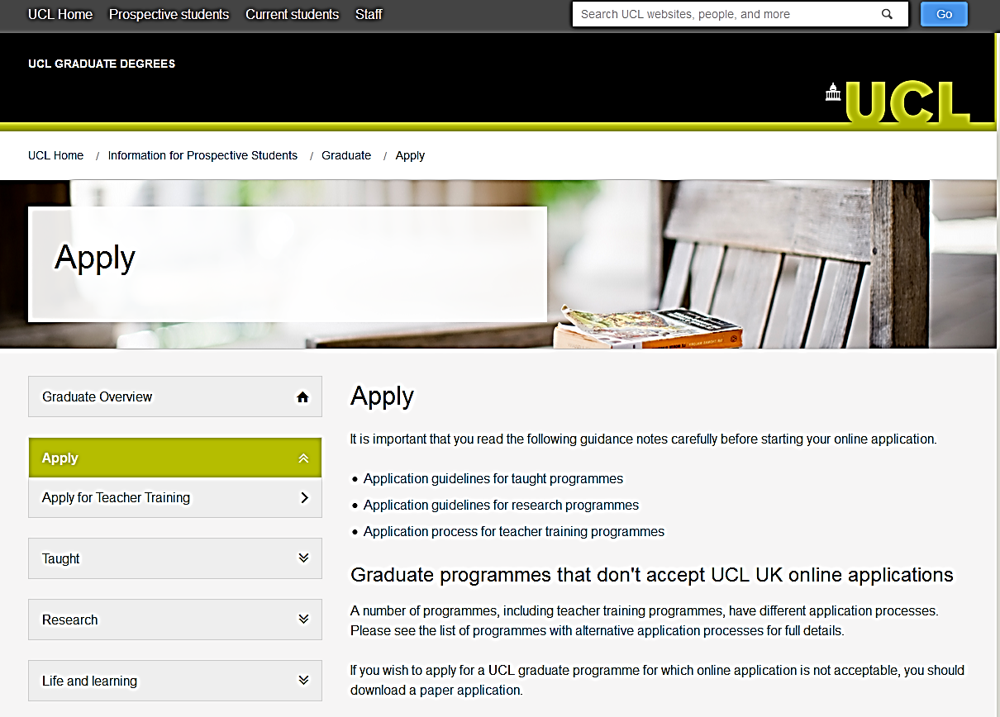 UCL Home Prospective students Current students Staff
Search UCL websites, people, and more
Go
UCL GRADUATE DEGREES
UCL
UCL Home / Information for Prospective Students / Graduate / Apply
Apply
Graduate Overview
Apply
Apply for Teacher Training
Taught
Research
Life and learning
Apply
It is important that you read the following guidance notes carefully before starting your online application.
• Application guidelines for taught programmes
• Application guidelines for research programmes
• Application process for teacher training programmes
Graduate programmes that don't accept UCL UK online applications
A number of programmes, including teacher training programmes, have different application processes.
Please see the list of programmes with alternative application processes for full details.
If you wish to apply for a UCL graduate programme for which online application is not acceptable, you should
download a paper application.